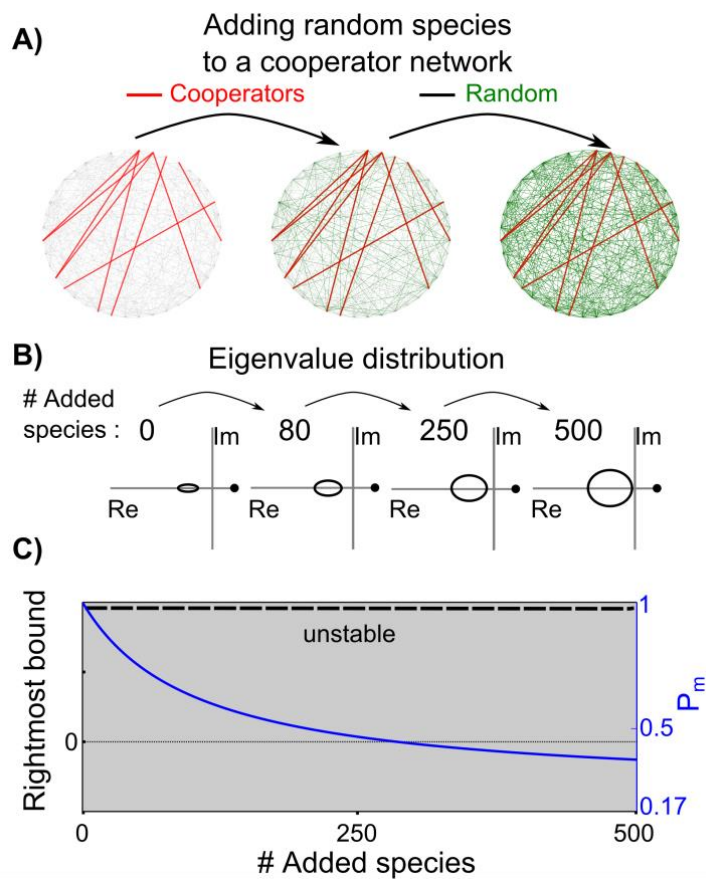 A)
Adding random species
to a cooperator network
Cooperators
Random
B)
Eigenvalue distribution
# Added
species :
0
80
250
500
Im
Im
Im
Im
Re
Re
Re
Re
C)
Rightmost bound
0
unstable
1
0.5
0.17
Pm
0
250
500
# Added species